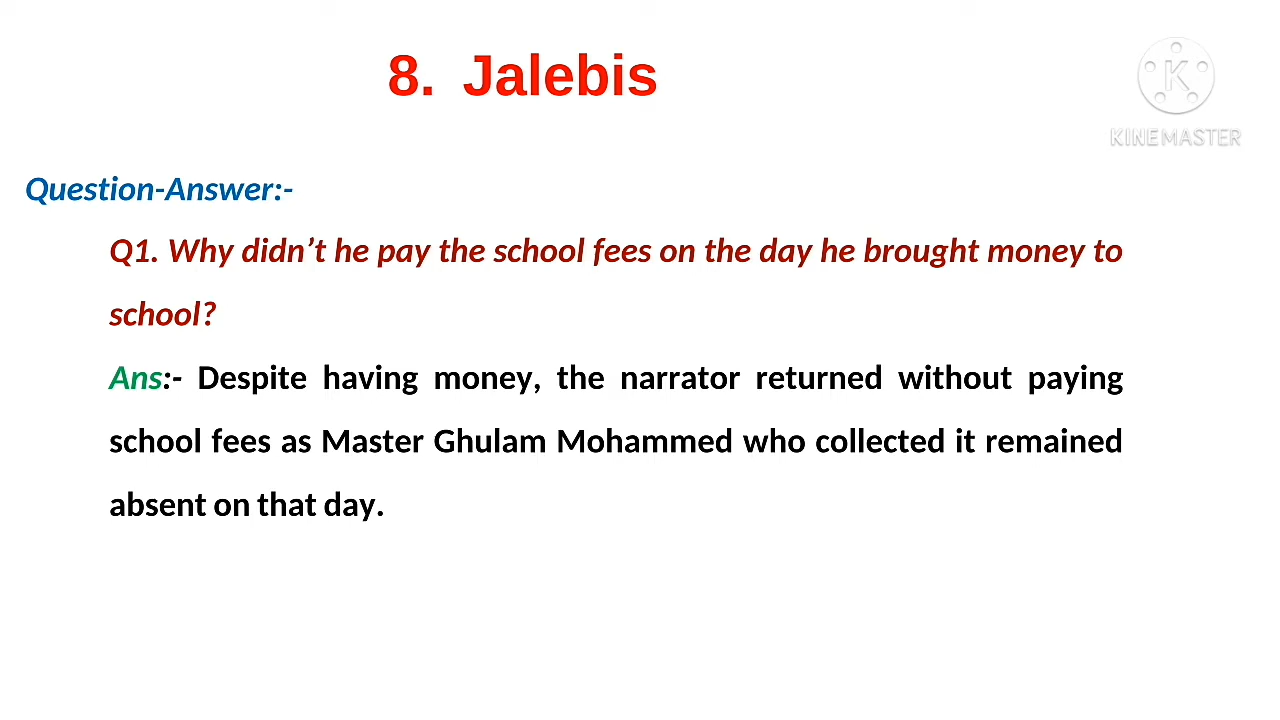 8. Jalebis
K
KINEMASTER
Question-Answer:-
Q1. Why didn’t he pay the school fees on the day he brought money to
school?
Ans:- Despite having money, the narrator returned without paying
school fees as Master Ghulam Mohammed who collected it remained
absent on that day.